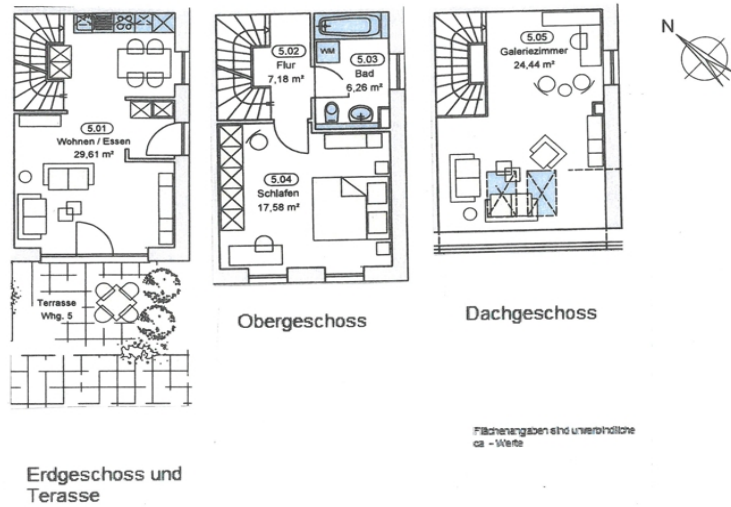 5.01
Wohnen / Essen
29,61 m²
Terrasse
Whg. 5
Erdgeschoss und
Terasse
5.02
Flur
7,18 m²
WM
5.03
Bad
6,26 m²
5.04
Schlafen
17,58 m²
Obergeschoss
5.05
Galeriezimmer
24,44 m²
Dachgeschoss
N
Flächenangaben sind unverbindliche
ca - Werte